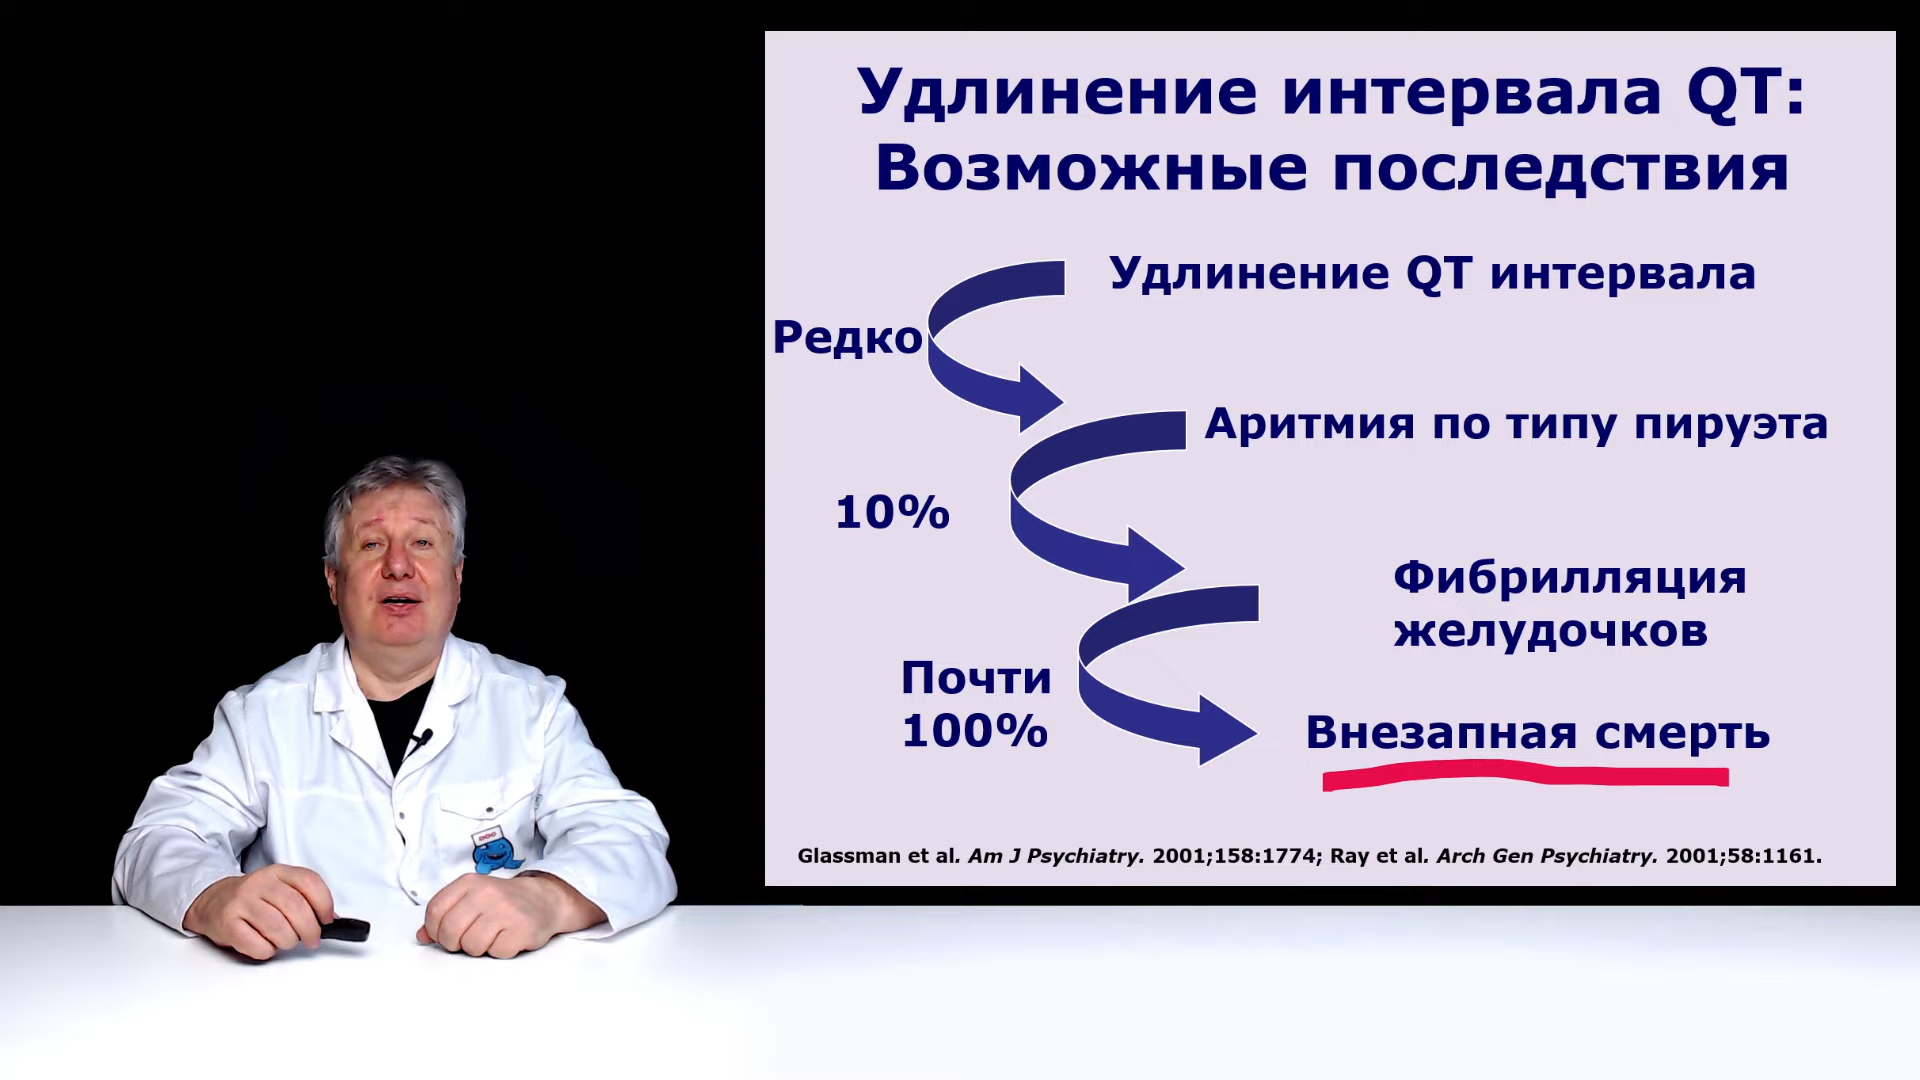 Удлинение интервала QT:
Возможные последствия
Удлинение QT интервала
Редко
Аритмия по типу пируэта
10%
Фибрилляция
желудочков
Почти
100%
Внезапная смерть
Glassman et al. Am J Psychiatry. 2001;158:1774; Ray et al. Arch Gen Psychiatry. 2001;58:1161.